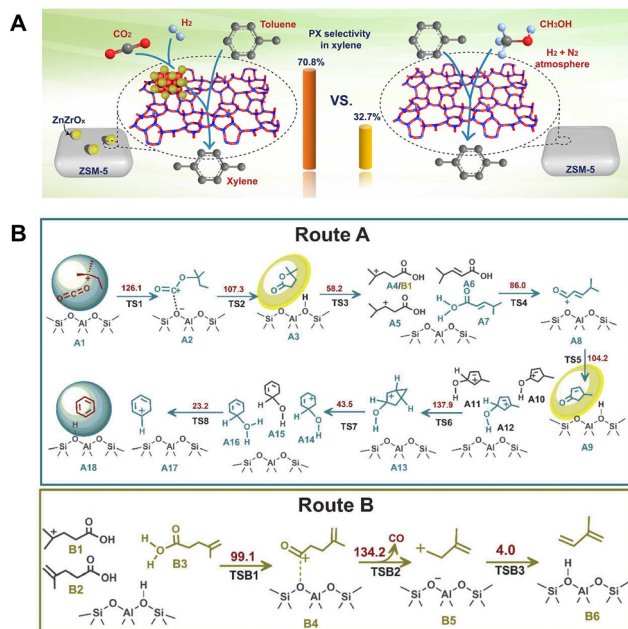 A
CO2
H2
Toluene
PX selectivity
in xylene
70.8%
VS.
32.7%
CH3OH
H2 + N2
atmosphere
ZnZrOx
ZSM-5
Xylene
ZSM-5
B
Route A
A1
126.1
TS1
A2
107.3
TS2
A3
58.2
TS3
A4/B1
A5
A6
A7
86.0
TS4
A8
TS5
104.2
A9
A10
A11
A12
137.9
TS6
A13
43.5
TS7
A14
A15
A16
23.2
TS8
A17
A18
Route B
B1
B2
B3
99.1
TSB1
B4
134.2
CO
TSB2
B5
4.0
TSB3
B6